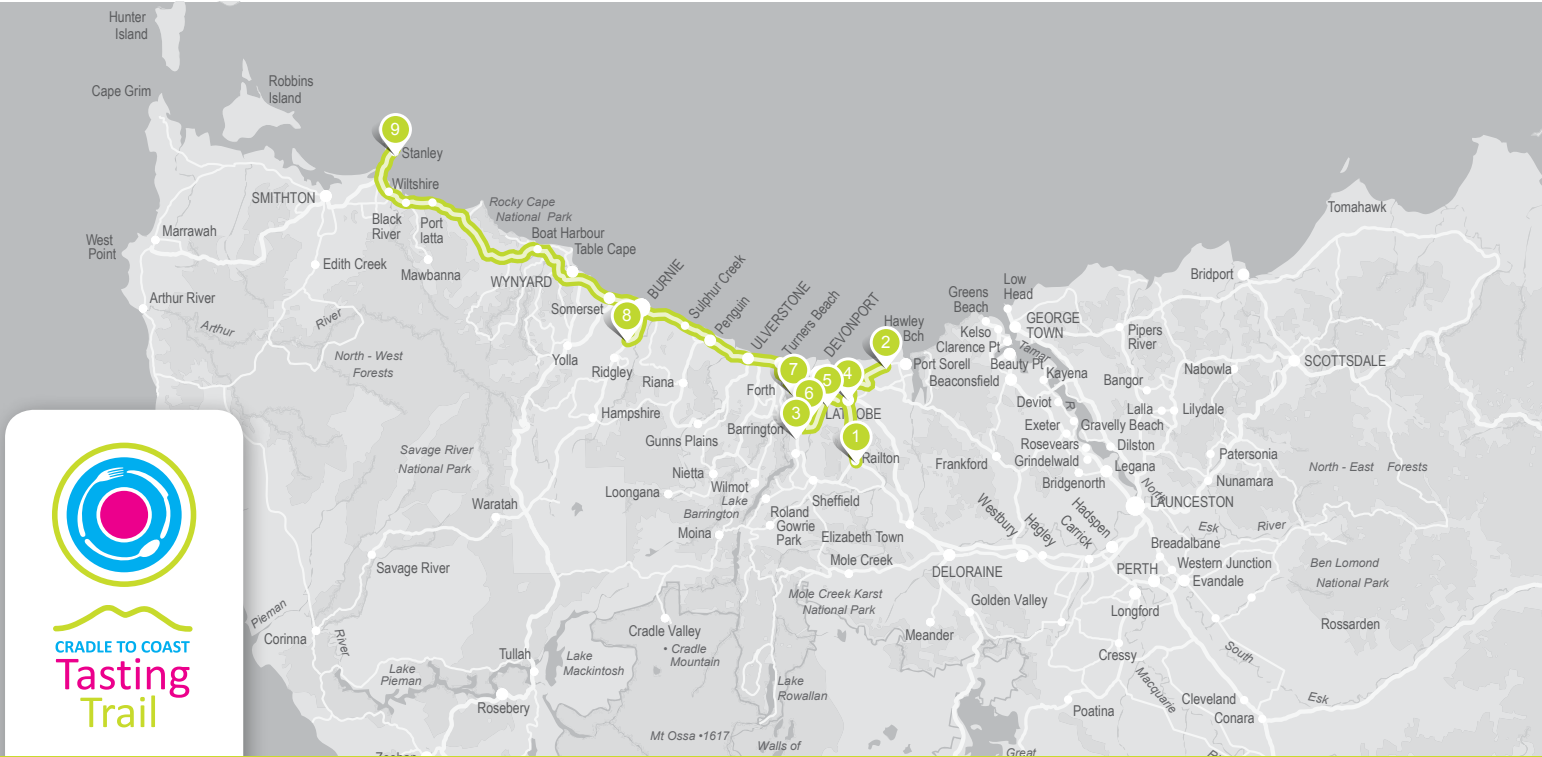 Hunter
Island
Robbins
Island
Cape Grim
9
Stanley
Wiltshire
SMITHTON
Rocky Cape
National Park
Black
River
Port
latta
Boat Harbour
Table Cape
Marrawah
West
Point
Edith Creek
Mawbanna
WYNYARD
Arthur River
Arthur
River
Somerset
8
BURNIE
Sulphur Creek
Penguin
ULVERSTONE
Turners Beach
DEVONPORT
Hawley
Bch
2
Port Sorell
Greens
Beach
Low
Head
Kelso
Clarence Pt
GEORGE
TOWN
Tamar
R
Beauty Pt
Beaconsfield
Kayena
Pipers
River
Bridport
Tomahawk
SCOTTSDALE
Nabowla
Bangor
North - West
Forests
Yolla
Ridgley
Riana
Forth
7
5
4
6
3
LATROBE
1
Railton
Barrington
Hampshire
Gunns Plains
Deviot
Lalla
Lilydale
Exeter
Gravelly Beach
Rosevears
Dilston
Grindelwald
Legana
Bridgenorth
Patersonia
Nunamara
North - East Forests
Frankford
Savage River
National Park
Nietta
Loongana
Wilmot
Lake
Barrington
Sheffield
Waratah
Moina
Roland
Gowrie
Park
Elizabeth Town
Mole Creek
Westbury
Hagley
Hadspen
Carrick
North
Esk
River
LAUNCESTON
Breadalbane
Western Junction
PERTH
Evandale
Ben Lomond
National Park
Savage River
DELORAINE
Mole Creek Karst
National Park
Golden Valley
Longford
Rossarden
Pieman
River
Corinna
Cradle Valley
• Cradle
Mountain
Meander
Tullah
Lake
Mackintosh
Lake
Pieman
Lake
Rowallan
Cressy
South
Esk
Macquarie
Cleveland
Conara
Poatina
Rosebery
Mt Ossa •1617
Walls of
Great
CRADLE TO COAST
Tasting
Trail